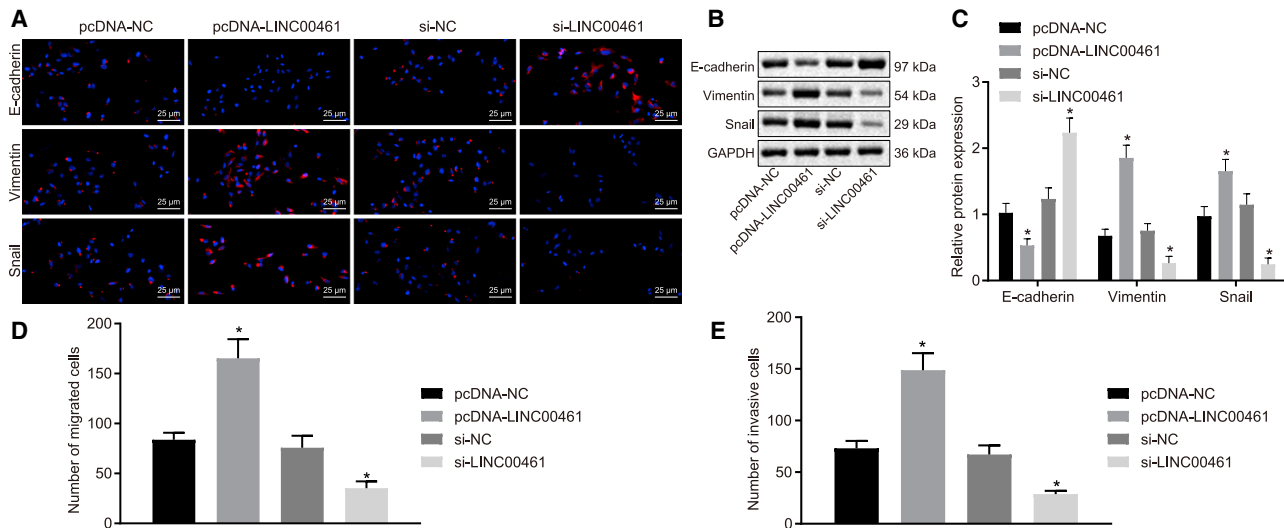 A
pcDNA-NC
pcDNA-LINC00461
si-NC
si-LINC00461
E-cadherin
25 µm
25 µm
25 µm
25 µm
Vimentin
25 µm
25 µm
25 µm
25 µm
Snail
25 µm
25 µm
25 µm
25 µm
B
E-cadherin
97 kDa
Vimentin
54 kDa
Snail
29 kDa
GAPDH
36 kDa
pcDNA-NC
pcDNA-LINC00461
si-NC
si-LINC00461
C
pcDNA-NC
pcDNA-LINC00461
si-NC
si-LINC00461
Relative protein expression
3
2
1
0
*
*
*
*
*
*
E-cadherin
Vimentin
Snail
D
Number of migrated cells
200
150
100
50
0
*
*
pcDNA-NC
pcDNA-LINC00461
si-NC
si-LINC00461
E
Number of invasive cells
200
150
100
50
0
*
*
pcDNA-NC
pcDNA-LINC00461
si-NC
si-LINC00461